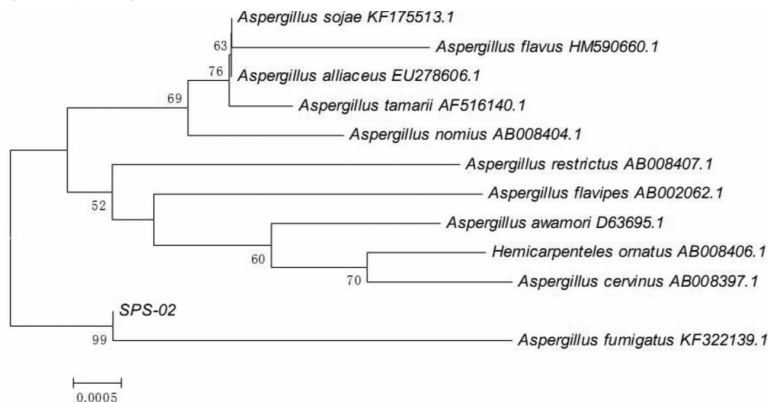 Aspergillus sojae KF175513.1
63
Aspergillus flavus HM590660.1
76
Aspergillus alliaceus EU278606.1
69
Aspergillus tamarii AF516140.1
Aspergillus nomius AB008404.1
Aspergillus restrictus AB008407.1
52
Aspergillus flavipes AB002062.1
Aspergillus awamori D63695.1
60
Hemicarpenteles ornatus AB008406.1
70
Aspergillus cervinus AB008397.1
SPS-02
99
Aspergillus fumigatus KF322139.1
0.0005